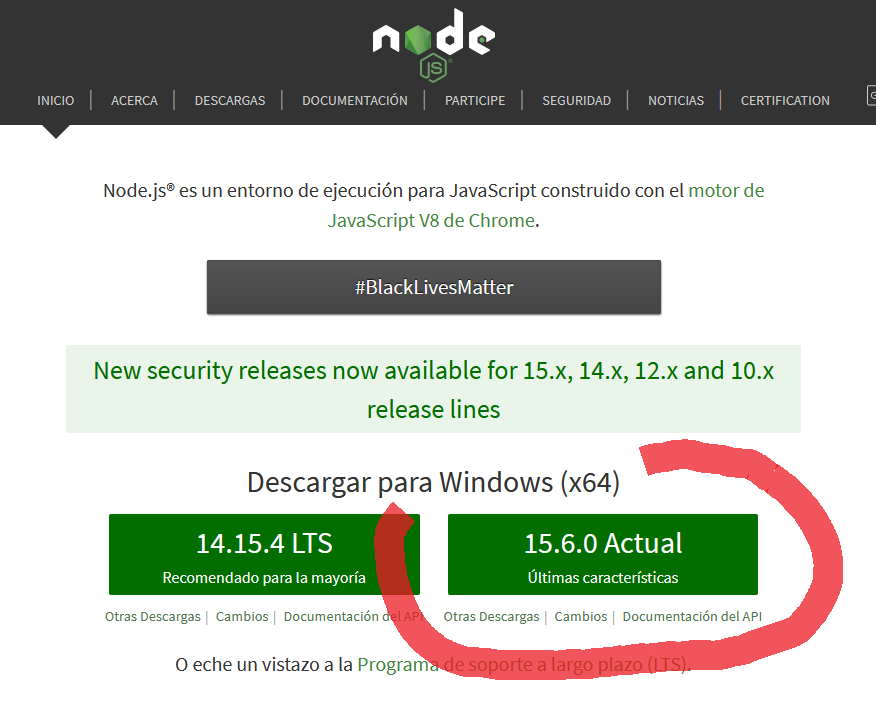 node
JS
INICIO | ACERCA | DESCARGAS | DOCUMENTACIÓN | PARTICIPE | SEGURIDAD | NOTICIAS | CERTIFICATION
Node.js® es un entorno de ejecución para JavaScript construido con el motor de
JavaScript V8 de Chrome.
#BlackLivesMatter
New security releases now available for 15.x, 14.x, 12.x and 10.x
release lines
Descargar para Windows (x64)
14.15.4 LTS 15.6.0 Actual
Recomendado para la mayoría Últimas características
Otras Descargas | Cambios | Documentación del API Otras Descargas | Cambios | Documentación del API
O eche un vistazo a la Programa de soporte a largo plazo (LTS).